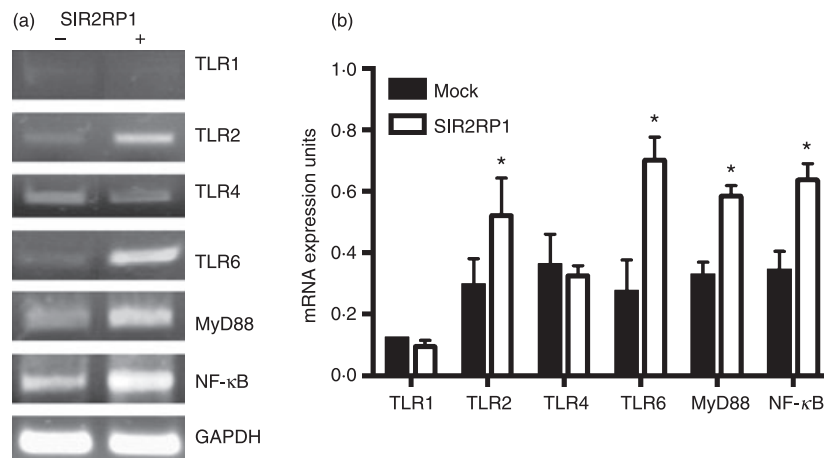 (a)
SIR2RP1
– +
TLR1
TLR2
TLR4
TLR6
MyD88
NF-κB
GAPDH
(b)
mRNA expression units
1·0
0·8
0·6
0·4
0·2
0·0
Mock
SIR2RP1
*
*
*
*
TLR1 TLR2 TLR4 TLR6 MyD88 NF-κB